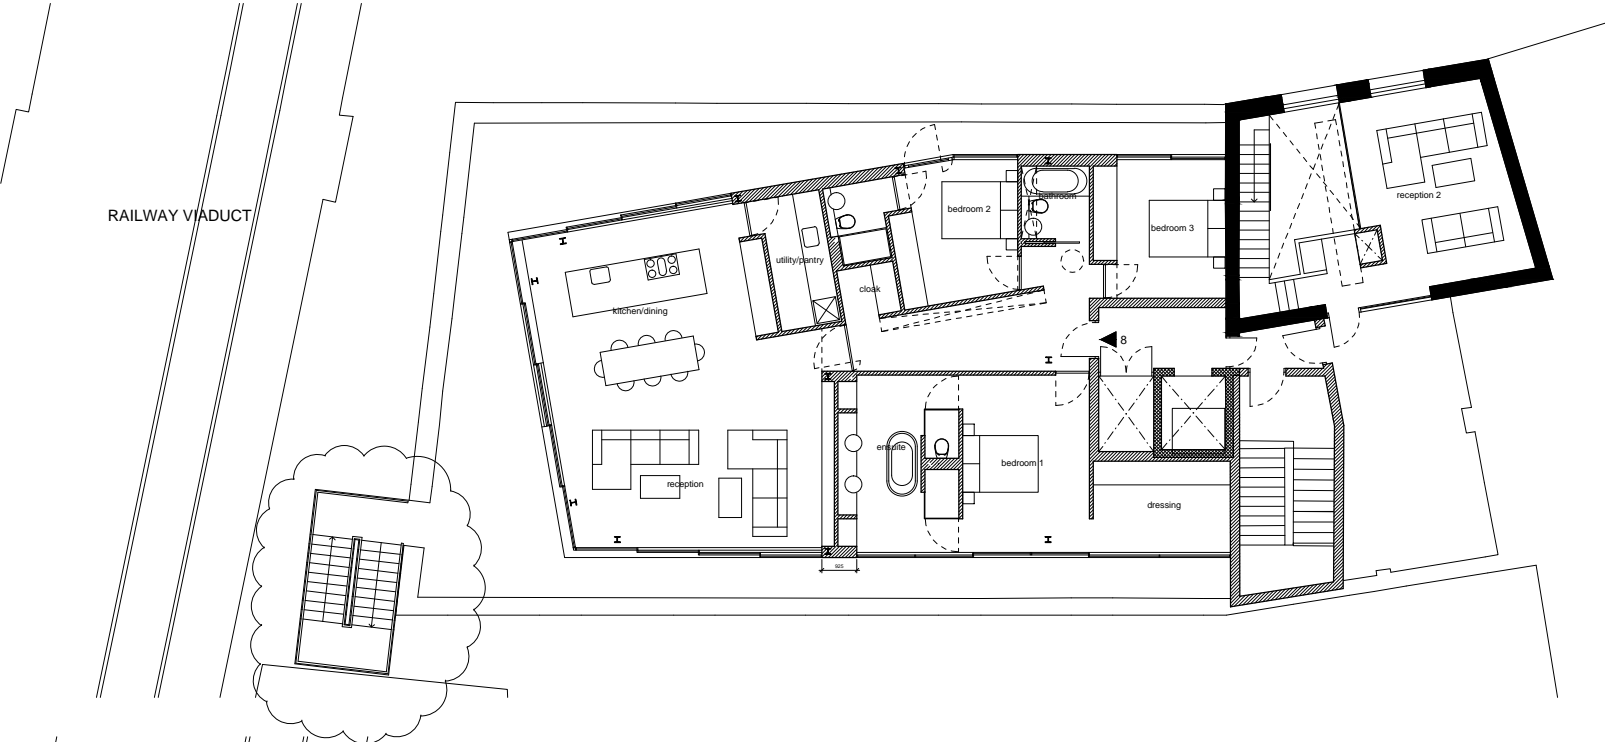 RAILWAY VIADUCT
reception 2
bathroom
bedroom 2
bedroom 3
utility/pantry
cloak
kitchen/dining
8
ensuite
bedroom 1
reception
dressing
925